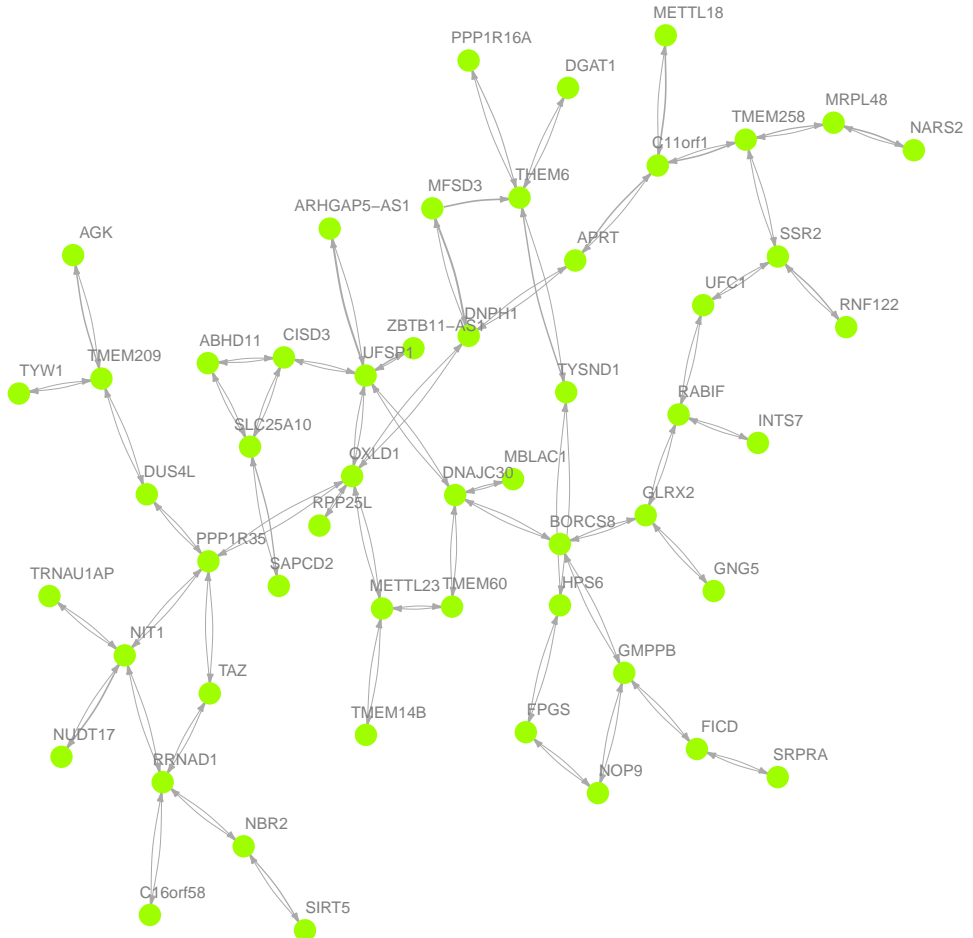 METTL18
PPP1R16A
DGAT1
MRPL48
TMEM258
C11orf1
NARS2
THEM6
MFSD3
ARHGAP5−AS1
AGK
APRT
SSR2
UFC1
RNF122
DNPH1
ZBTB11−AS1
CISD3
ABHD11
UFSP1
TMEM209
TYW1
TYSND1
RABIF
INTS7
SLC25A10
OXLD1
MBLAC1
DNAJC30
DUS4L
GLRX2
RPP25L
PPP1R35
BORCS8
SAPCD2
TRNAU1AP
METTL23
TMEM60
HPS6
GNG5
NIT1
GMPPB
TAZ
TMEM14B
FPGS
NUDT17
FICD
RRNAD1
NOP9
SRPRA
NBR2
C16orf58
SIRT5